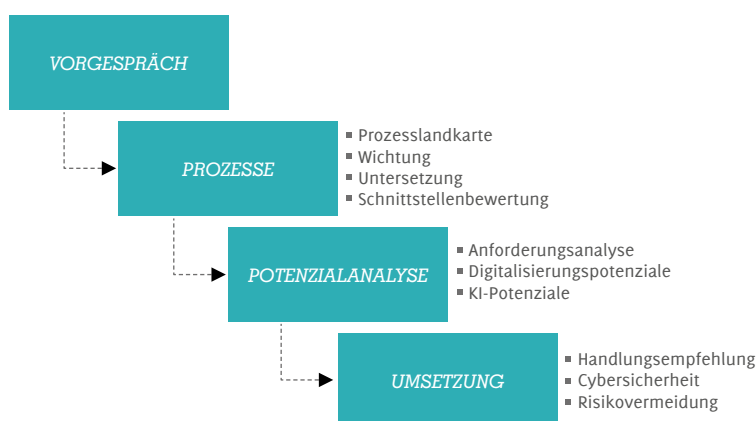 VORGESPRÄCH
PROZESSE
Prozesslandkarte
Wichtung
Untersetzung
Schnittstellenbewertung
POTENZIALANALYSE
Anforderungsanalyse
Digitalisierungspotenziale
KI-Potenziale
UMSETZUNG
Handlungsempfehlung
Cybersicherheit
Risikovermeidung